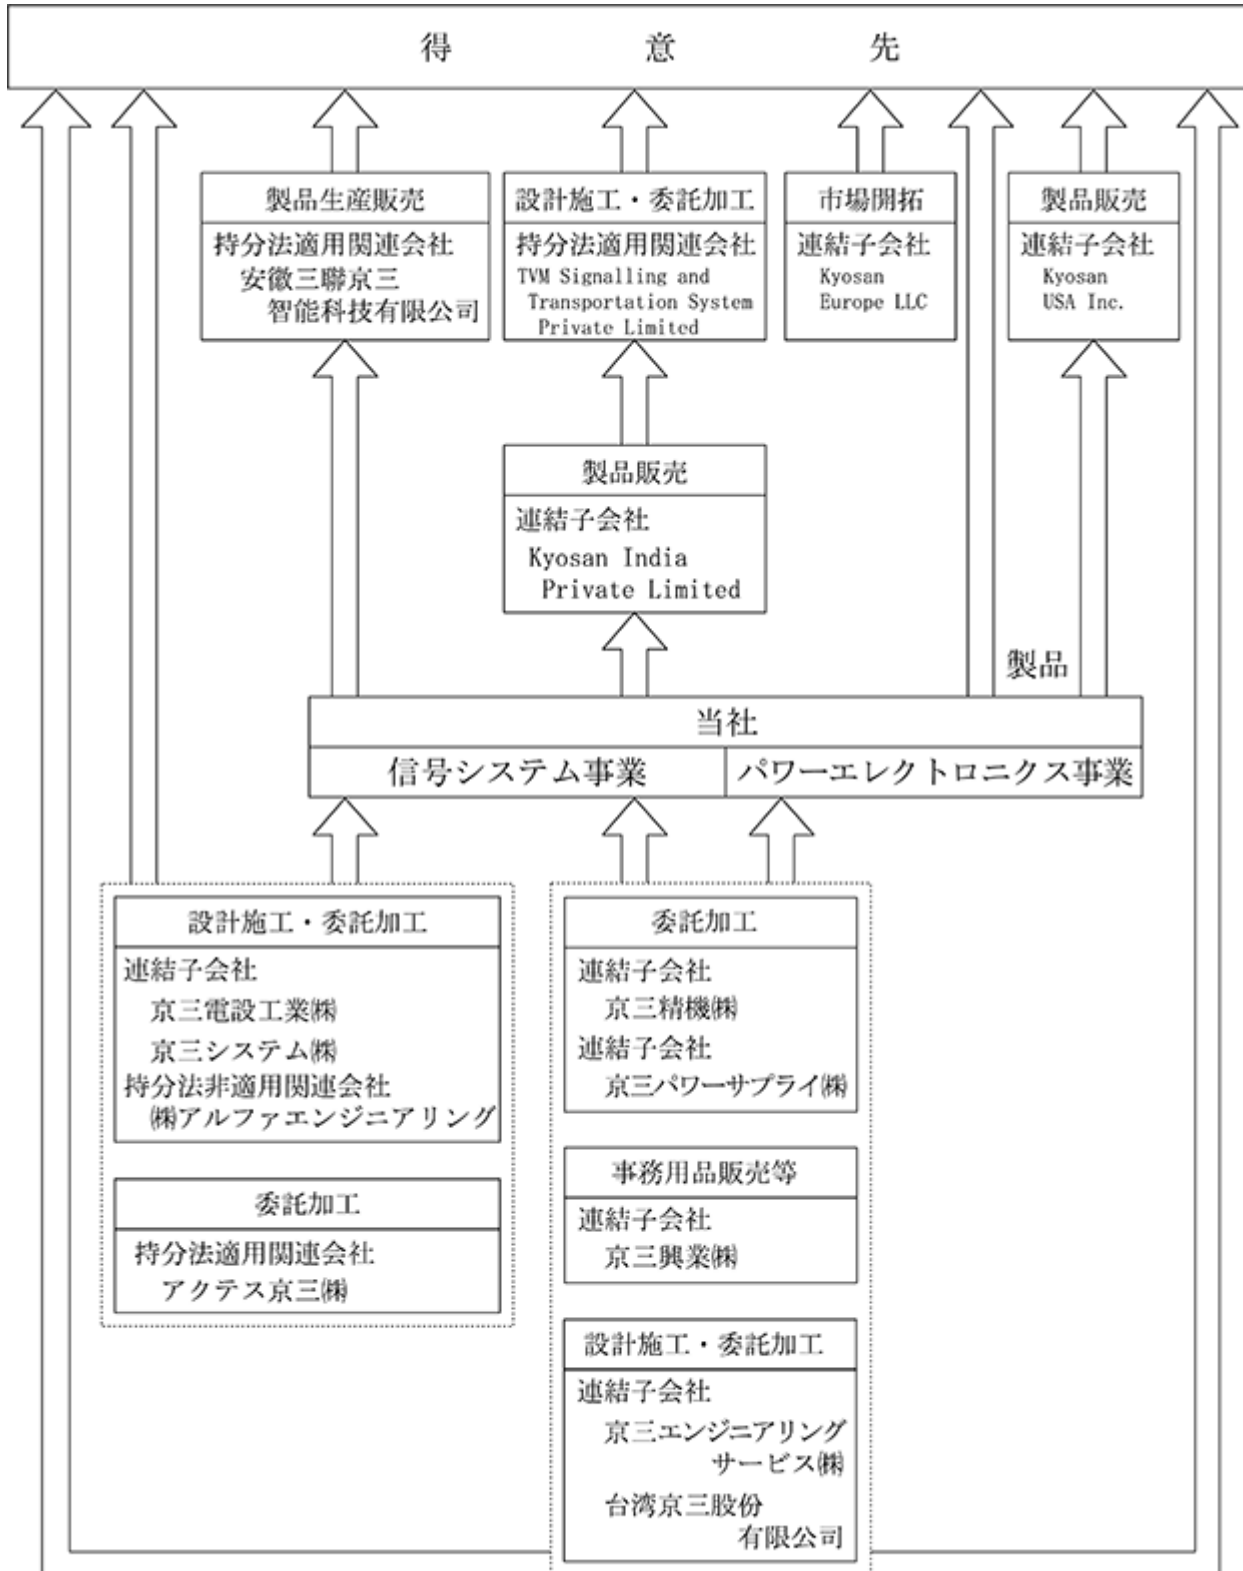 得意先
製品生産販売
持分法適用関連会社
安徽三聯京三
智能科技有限公司
設計施工・委託加工
持分法適用関連会社
TVM Signalling and
Transportation System
Private Limited
市場開拓
連結子会社
Kyosan
Europe LLC
製品販売
連結子会社
Kyosan
USA Inc.
製品販売
連結子会社
Kyosan India
Private Limited
製品
当社
信号システム事業
パワーエレクトロニクス事業
設計施工・委託加工
連結子会社
京三電設工業㈱
京三システム㈱
持分法非適用関連会社
㈱アルファエンジニアリング
委託加工
持分法適用関連会社
アクテス京三㈱
委託加工
連結子会社
京三精機㈱
連結子会社
京三パワーサプライ㈱
事務用品販売等
連結子会社
京三興業㈱
設計施工・委託加工
連結子会社
京三エンジニアリング
サービス㈱
台湾京三股份
有限公司